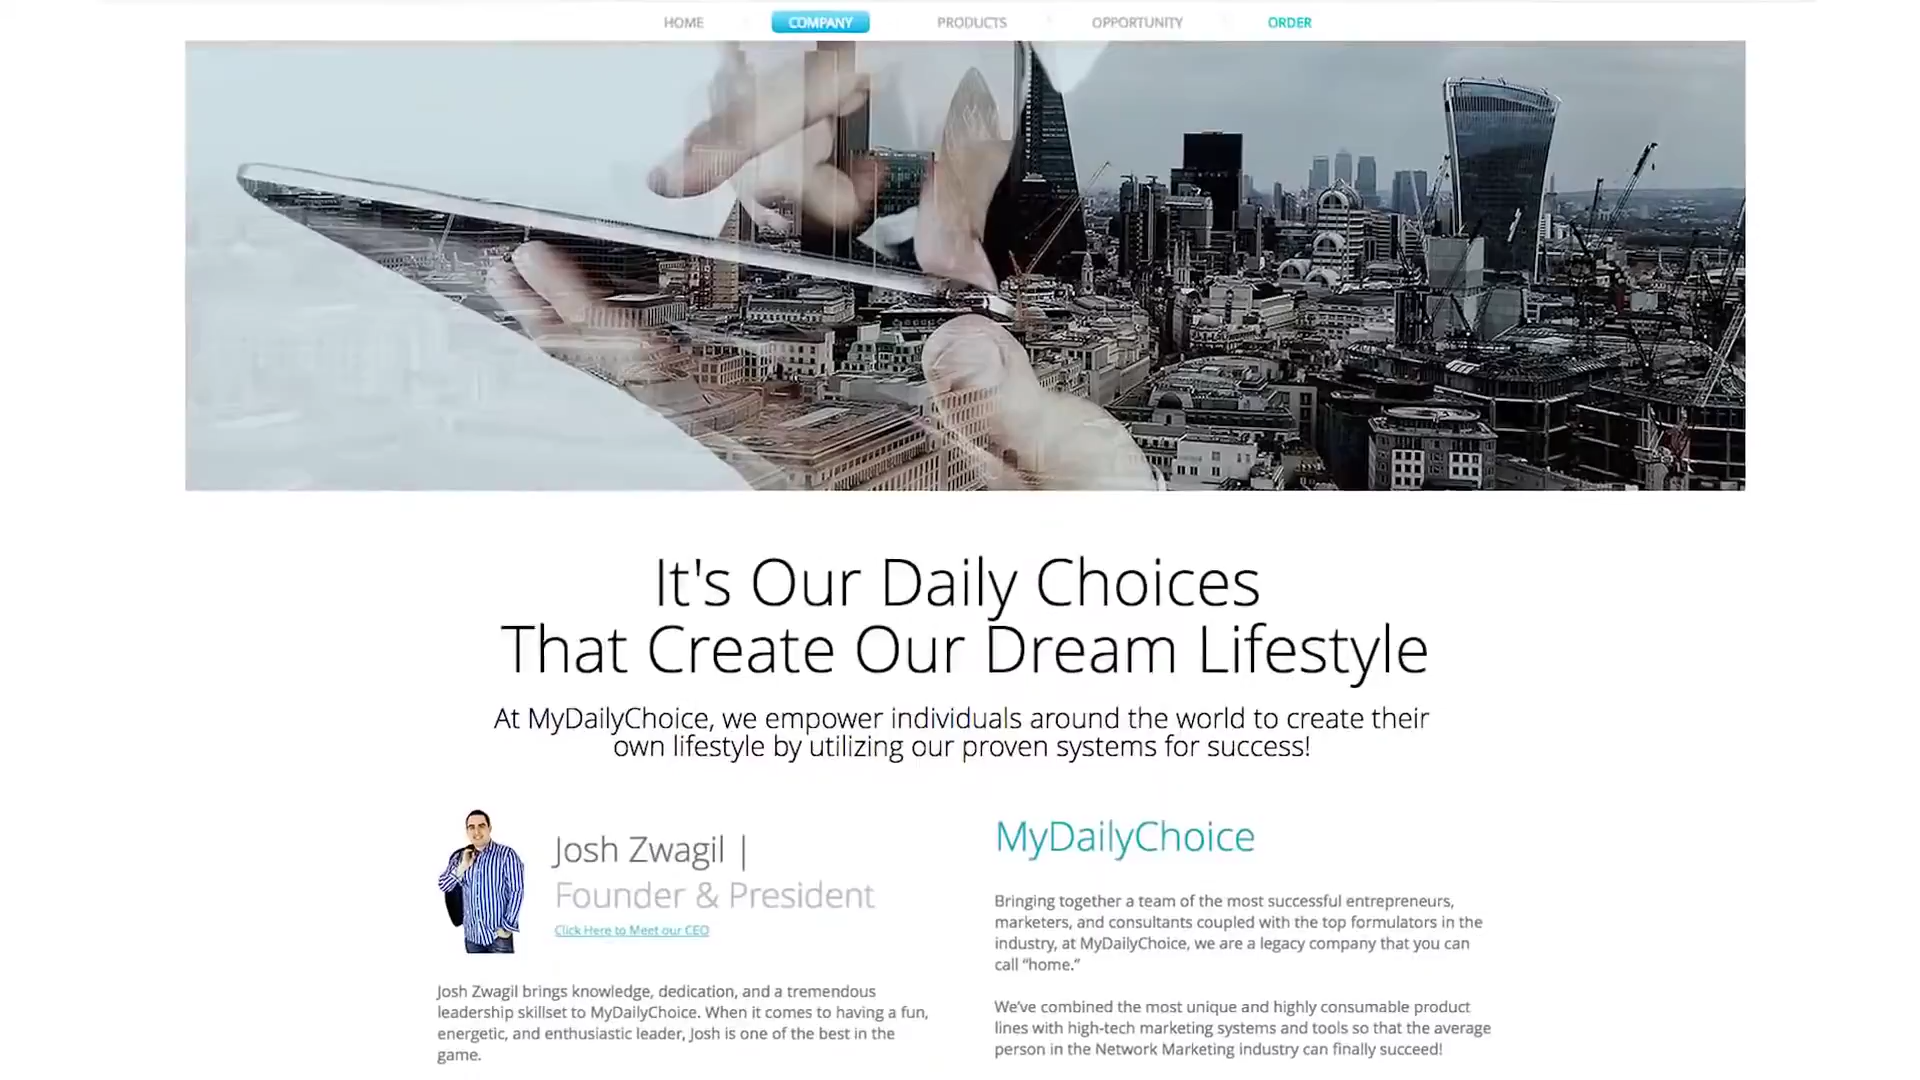 HOME COMPANY PRODUCTS OPPORTUNITY ORDER
It's Our Daily Choices
That Create Our Dream Lifestyle
At MyDailyChoice, we empower individuals around the world to create their
own lifestyle by utilizing our proven systems for success!
Josh Zwagil |
Founder & President
Click Here to Meet our CEO
Josh Zwagil brings knowledge, dedication, and a tremendous
leadership skillset to MyDailyChoice. When it comes to having a fun,
energetic, and enthusiastic leader, Josh is one of the best in the
game.
MyDailyChoice
Bringing together a team of the most successful entrepreneurs,
marketers, and consultants coupled with the top formulators in the
industry, at MyDailyChoice, we are a legacy company that you can
call “home.”
We've combined the most unique and highly consumable product
lines with high-tech marketing systems and tools so that the average
person in the Network Marketing industry can finally succeed!